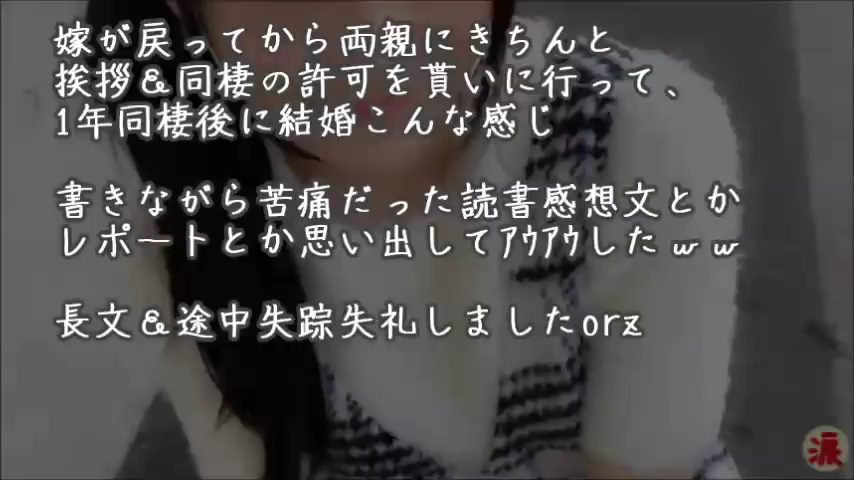 嫁が戻ってから両親にきちんと
挨拶＆同棲の許可を貰いに行って、
1年同棲後に結婚こんな感じ
書きながら苦痛だった読書感想文とか
レポートとか思い出してｱｳｱｳしたｗｗ
長文＆途中失踪失礼しましたorz